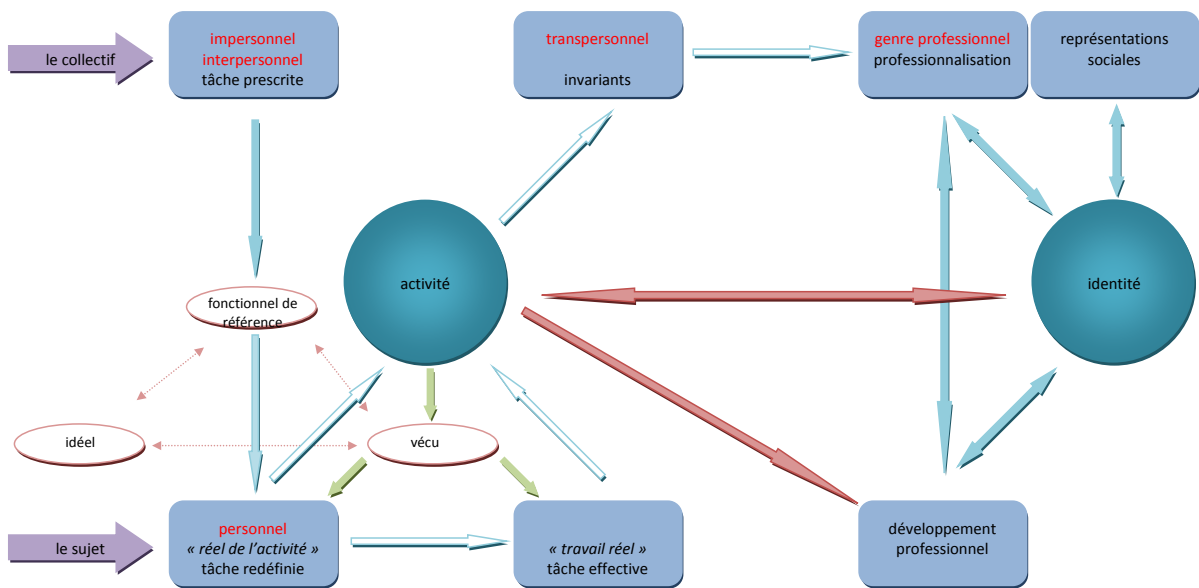 le collectif
impersonnel
interpersonnel
tâche prescrite
transpersonnel
invariants
genre professionnel
professionnalisation
représentations
sociales
activité
identité
fonctionnel de
référence
idéel
vécu
le sujet
personnel
« réel de l’activité »
tâche redéfinie
« travail réel »
tâche effective
développement
professionnel